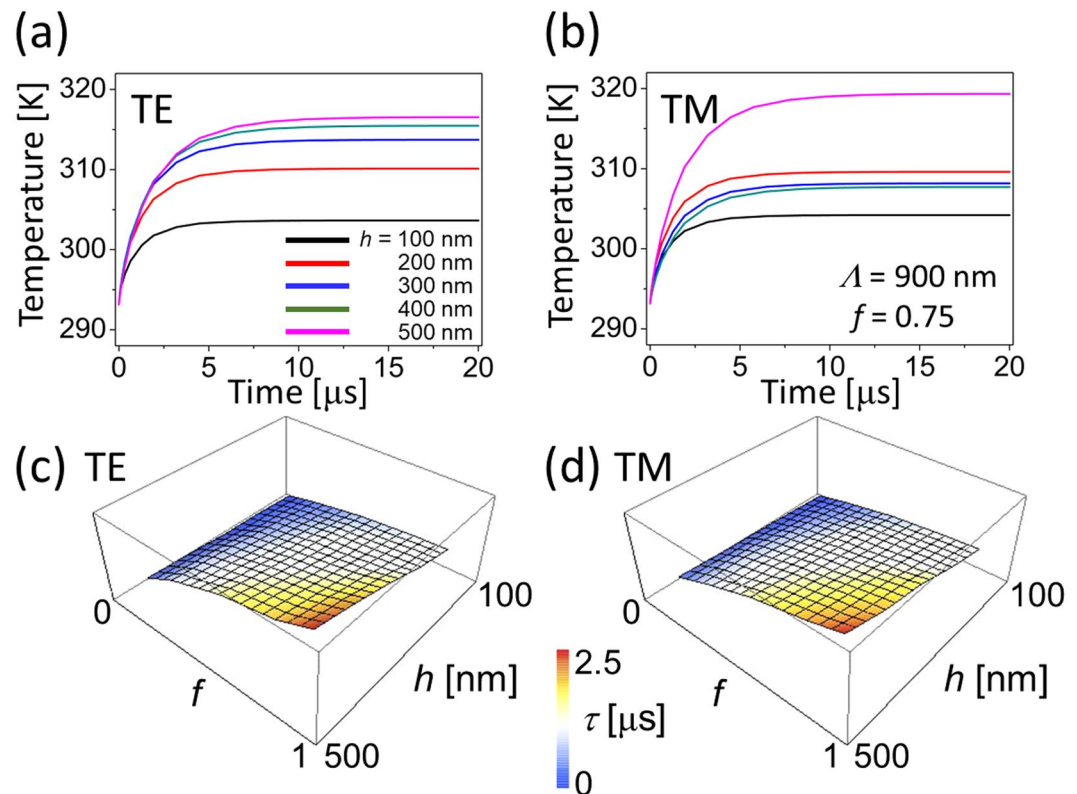 (a)
(b)
Temperature [K]
320
310
300
290
TE
h = 100 nm
200 nm
300 nm
400 nm
500 nm
0
5
10
15
20
Time [μs]
Temperature [K]
320
310
300
290
TM
Λ = 900 nm
f = 0.75
0
5
10
15
20
Time [μs]
(c) TE
0
f
1
500
h [nm]
100
2.5
τ [μs]
0
(d) TM
0
f
1
500
h [nm]
100